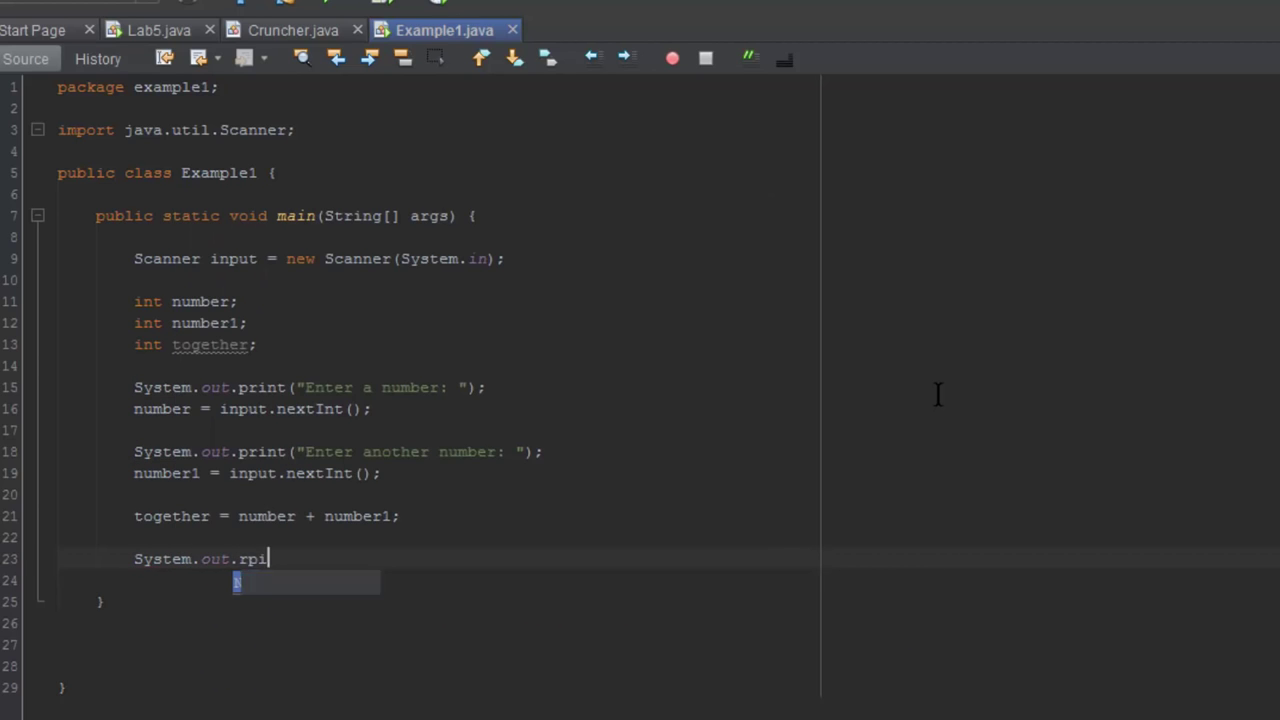 Start Page Lab5.java Cruncher.java Example1.java
Source History
1 package example1;
2
3 import java.util.Scanner;
4
5 public class Example1 {
6
7 public static void main(String[] args) {
8
9 Scanner input = new Scanner(System.in);
10
11 int number;
12 int number1;
13 int together;
14
15 System.out.print("Enter a number: ");
16 number = input.nextInt();
17
18 System.out.print("Enter another number: ");
19 number1 = input.nextInt();
20
21 together = number + number1;
22
23 System.out.rpi
24
25 }
26
27
28
29 }